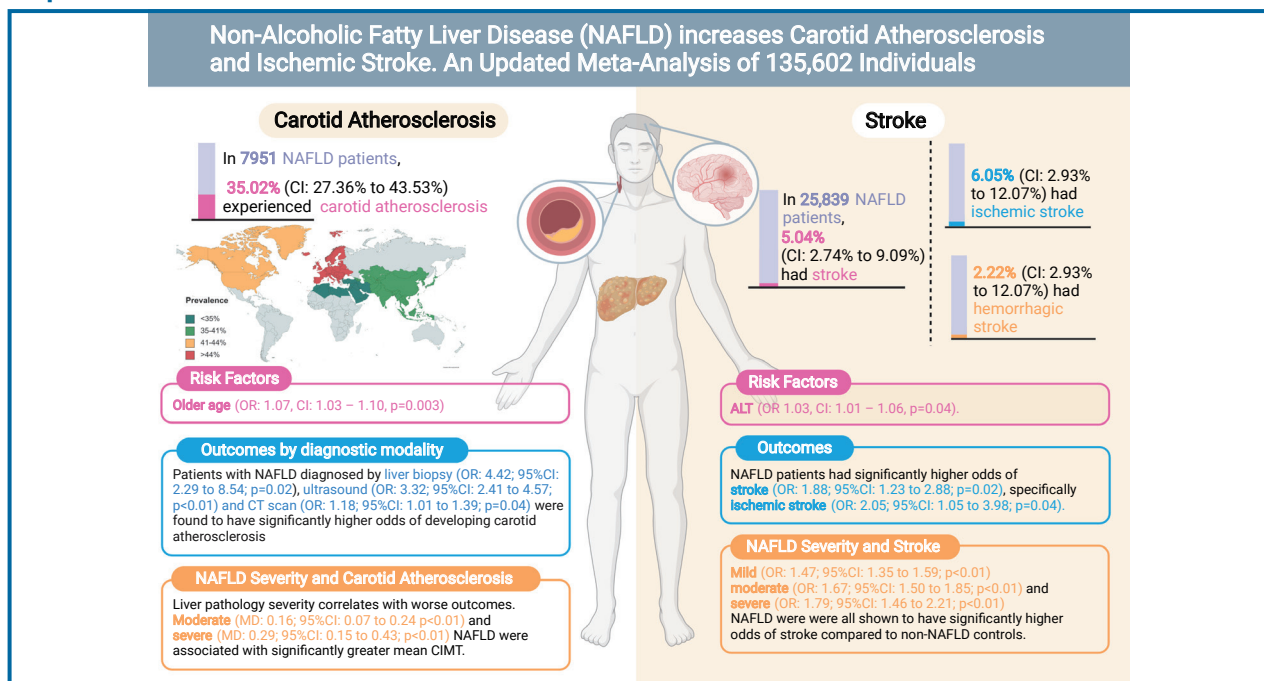 Non-Alcoholic Fatty Liver Disease (NAFLD) increases Carotid Atherosclerosis
and Ischemic Stroke. An Updated Meta-Analysis of 135,602 Individuals
Carotid Atherosclerosis
In 7951 NAFLD patients,
35.02% (CI: 27.36% to 43.53%)
experienced carotid atherosclerosis
Prevalence
<35%
35-41%
41-44%
>44%
Risk Factors
Older age (OR: 1.07, CI: 1.03 – 1.10, p=0.003)
Outcomes by diagnostic modality
Patients with NAFLD diagnosed by liver biopsy (OR: 4.42; 95%CI:
2.29 to 8.54; p=0.02), ultrasound (OR: 3.32; 95%CI: 2.41 to 4.57;
p<0.01) and CT scan (OR: 1.18; 95%CI: 1.01 to 1.39; p=0.04) were
found to have significantly higher odds of developing carotid
atherosclerosis
NAFLD Severity and Carotid Atherosclerosis
Liver pathology severity correlates with worse outcomes.
Moderate (MD: 0.16; 95%CI: 0.07 to 0.24 p<0.01) and
severe (MD: 0.29; 95%CI: 0.15 to 0.43; p<0.01) NAFLD were
associated with significantly greater mean CIMT.
Stroke
In 25,839 NAFLD
patients,
5.04%
(CI: 2.74% to 9.09%)
had stroke
6.05% (CI: 2.93%
to 12.07%) had
ischemic stroke
2.22% (CI: 2.93%
to 12.07%) had
hemorrhagic
stroke
Risk Factors
ALT (OR 1.03, CI: 1.01 – 1.06, p=0.04).
Outcomes
NAFLD patients had significantly higher odds of
stroke (OR: 1.88; 95%CI: 1.23 to 2.88; p=0.02), specifically
ischemic stroke (OR: 2.05; 95%CI: 1.05 to 3.98; p=0.04).
NAFLD Severity and Stroke
Mild (OR: 1.47; 95%CI: 1.35 to 1.59; p<0.01)
moderate (OR: 1.67; 95%CI: 1.50 to 1.85; p<0.01) and
severe (OR: 1.79; 95%CI: 1.46 to 2.21; p<0.01)
NAFLD were were all shown to have significantly higher
odds of stroke compared to non-NAFLD controls.